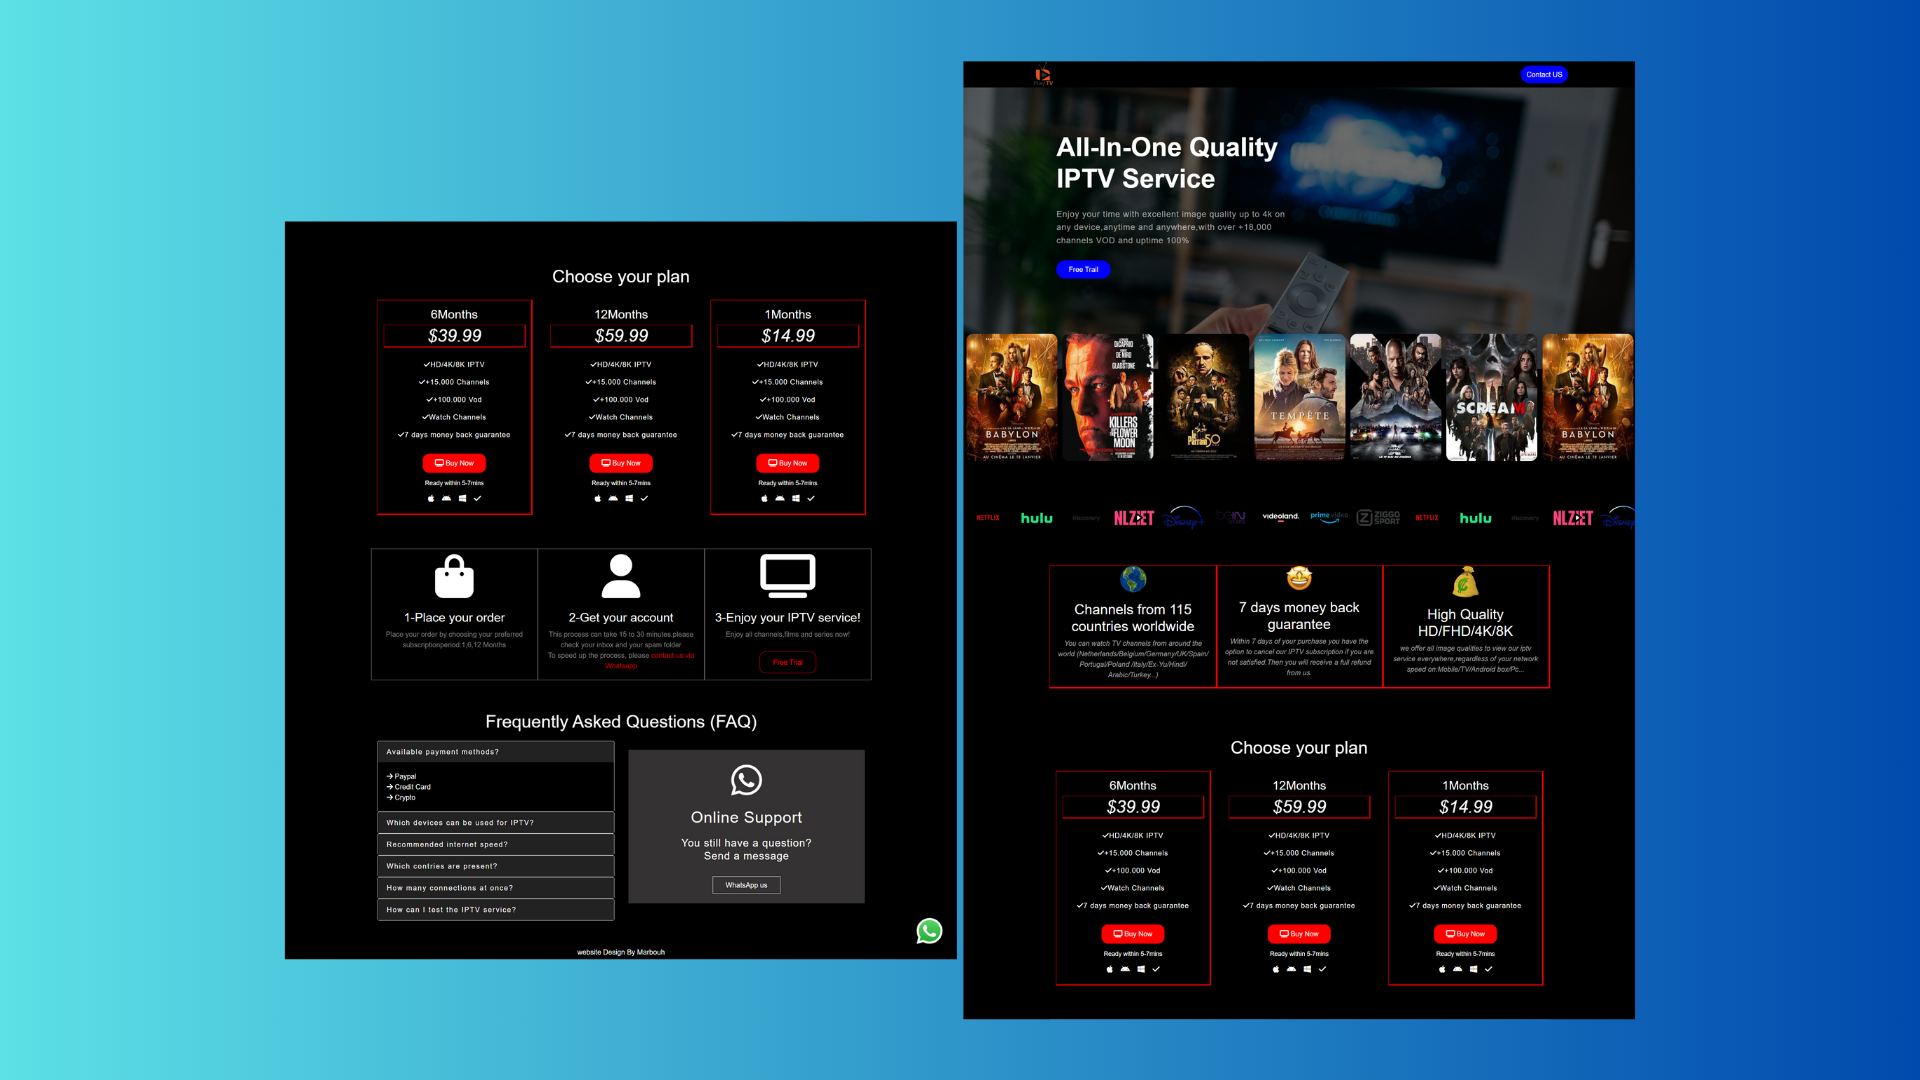 Choose your plan
6Months
$39.99
HD/4K/8K IPTV
+15.000 Channels
+100.000 Vod
Watch Channels
7 days money back guarantee
Buy Now
Ready within 5-7mins
12Months
$59.99
HD/4K/8K IPTV
+15.000 Channels
+100.000 Vod
Watch Channels
7 days money back guarantee
Buy Now
Ready within 5-7mins
1Months
$14.99
HD/4K/8K IPTV
+15.000 Channels
+100.000 Vod
Watch Channels
7 days money back guarantee
Buy Now
Ready within 5-7mins
1-Place your order
Place your order by choosing your preferred
subscriptionperiod:1,6,12 Months
2-Get your account
This process can take 15 to 30 minutes.please
check your inbox and your spam folder
To speed up the process, please contact us via
Whatsapp
3-Enjoy your IPTV service!
Enjoy all channels,films and series now!
Free Trail
Frequently Asked Questions (FAQ)
Available payment methods?
Paypal
Credit Card
Crypto
Which devices can be used for IPTV?
Recommended internet speed?
Which contries are present?
How many connections at once?
How can I test the IPTV service?
Online Support
You still have a question?
Send a message
WhatsApp us
website Design By Marbouh
Play TV
Contact US
All-In-One Quality
IPTV Service
Enjoy your time with excellent image quality up to 4k on
any device,anytime and anywhere,with over +18,000
channels VOD and uptime 100%
Free Trail
BABYLON
AU CINÉMA LE 18 JANVIER
DICAPRIO
DE NIRO
GLADSTONE
KILLERS
OF THE
FLOWER
MOON
50
TEMPÊTE
SCREAM
BABYLON
AU CINÉMA LE 18 JANVIER
NETFLIX
hulu
discovery
NLZIET
Disney+
beIN
videoland.
prime video
ZIGGO
SPORT
NETFLIX
hulu
discovery
NLZIET
Disney
Channels from 115
countries worldwide
You can watch TV channels from around the
world (Netherlands/Belgium/Germany/UK/Spain/
Portugal/Poland /Italy/Ex-Yu/Hindi/
Arabic/Turkey...)
7 days money back
guarantee
Within 7 days of your purchase you have the
option to cancel our IPTV subscription if you are
not satisfied.Then you will receive a full refund
from us.
High Quality
HD/FHD/4K/8K
we offer all image qualities to view our iptv
service everywhere,regardless of your network
speed on:Mobile/TV/Android box/Pc...
Choose your plan
6Months
$39.99
HD/4K/8K IPTV
+15.000 Channels
+100.000 Vod
Watch Channels
7 days money back guarantee
Buy Now
Ready within 5-7mins
12Months
$59.99
HD/4K/8K IPTV
+15.000 Channels
+100.000 Vod
Watch Channels
7 days money back guarantee
Buy Now
Ready within 5-7mins
1Months
$14.99
HD/4K/8K IPTV
+15.000 Channels
+100.000 Vod
Watch Channels
7 days money back guarantee
Buy Now
Ready within 5-7mins